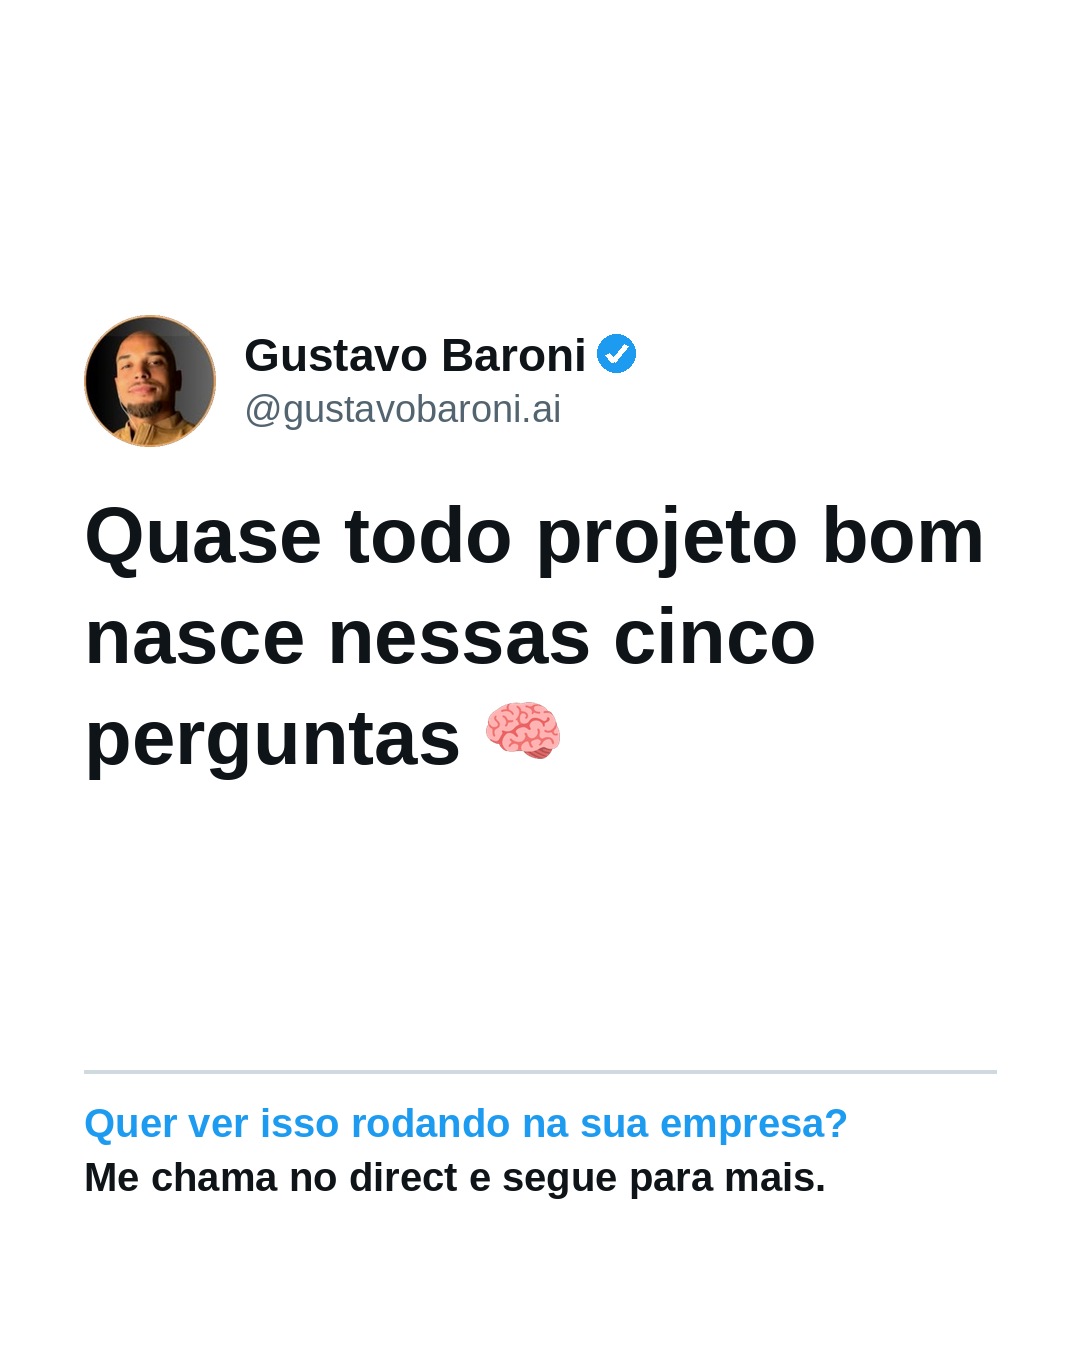 Gustavo Baroni
@gustavobaroni.ai
Quase todo projeto bom
nasce nessas cinco
perguntas 🧠
Quer ver isso rodando na sua empresa?
Me chama no direct e segue para mais.